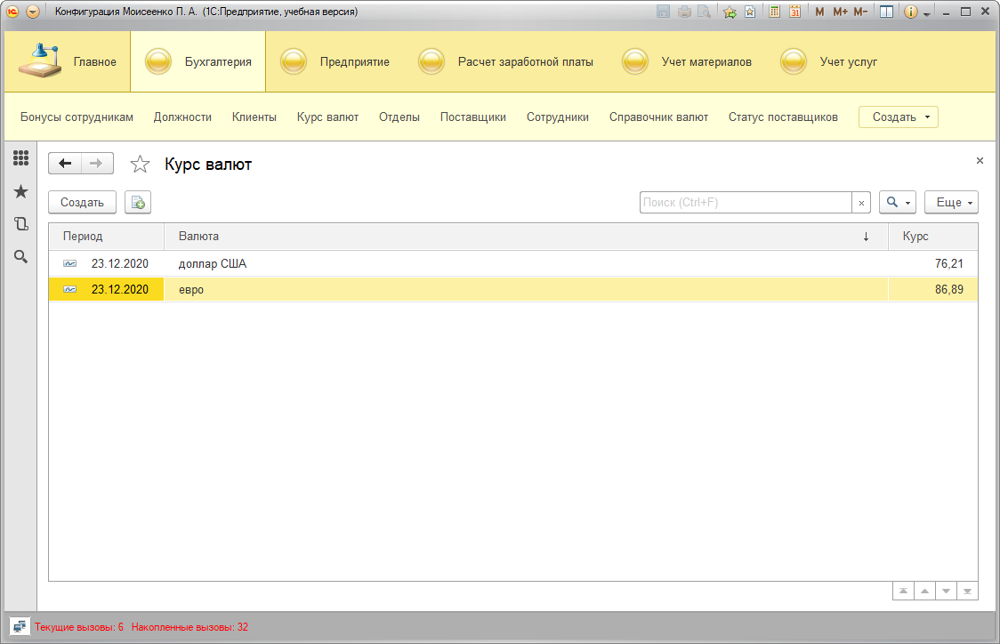 Конфигурация Моисеенко П. А. (1С:Предприятие, учебная версия)
M M+ M-
31
Главное Бухгалтерия Предприятие Расчет заработной платы Учет материалов Учет услуг
Бонусы сотрудникам Должности Клиенты Курс валют Отделы Поставщики Сотрудники Справочник валют Статус поставщиков Создать
Курс валют
Создать Поиск (Ctrl+F) Еще
Период Валюта Курс
23.12.2020 доллар США 76,21
23.12.2020 евро 86,89
Текущие вызовы: 6 Накопленные вызовы: 32